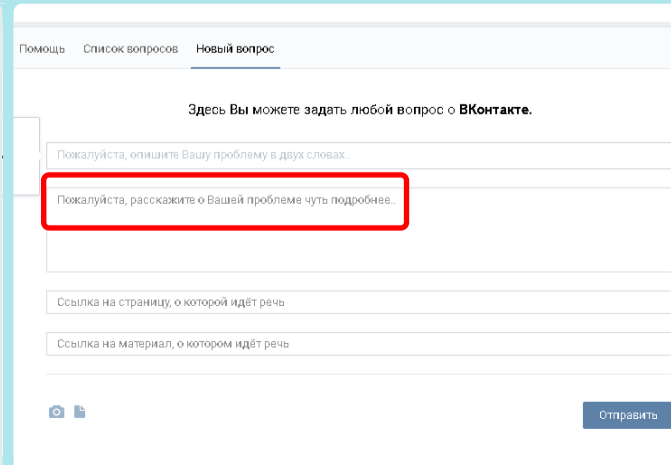 Помощь Список вопросов Новый вопрос
Здесь Вы можете задать любой вопрос о ВКонтакте.
Пожалуйста, опишите Вашу проблему в двух словах..
Пожалуйста, расскажите о Вашей проблеме чуть подробнее..
Ссылка на страницу, о которой идёт речь
Ссылка на материал, о котором идёт речь
Отправить